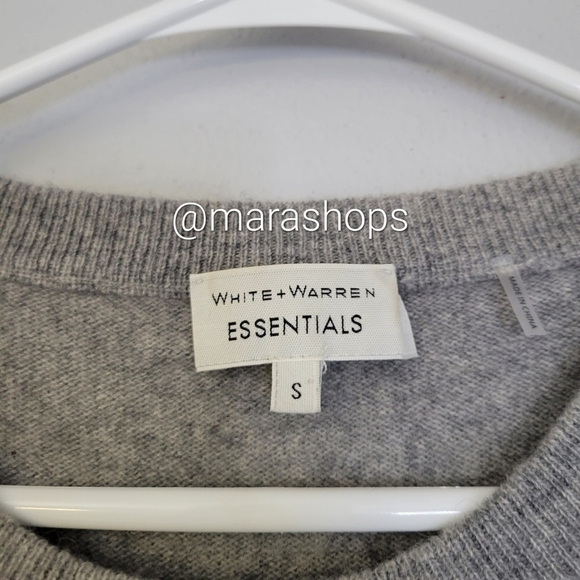 @marashops
WHITE+WARREN
ESSENTIALS
S
MADE IN CHINA